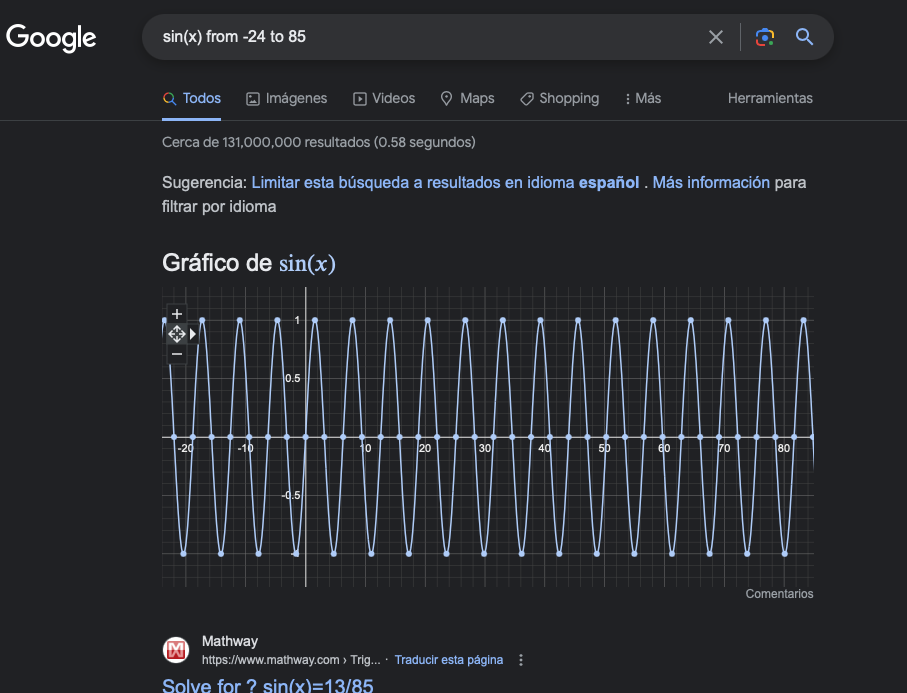 Google
sin(x) from -24 to 85
Todos
Imágenes
Videos
Maps
Shopping
Más
Herramientas
Cerca de 131,000,000 resultados (0.58 segundos)
Sugerencia: Limitar esta búsqueda a resultados en idioma español . Más información para
filtrar por idioma
Gráfico de sin(x)
1
0.5
-20
-10
10
20
30
40
50
60
70
80
-0.5
Comentarios
Mathway
https://www.mathway.com › Trig... · Traducir esta página
Solve for ? sin(x)=13/85